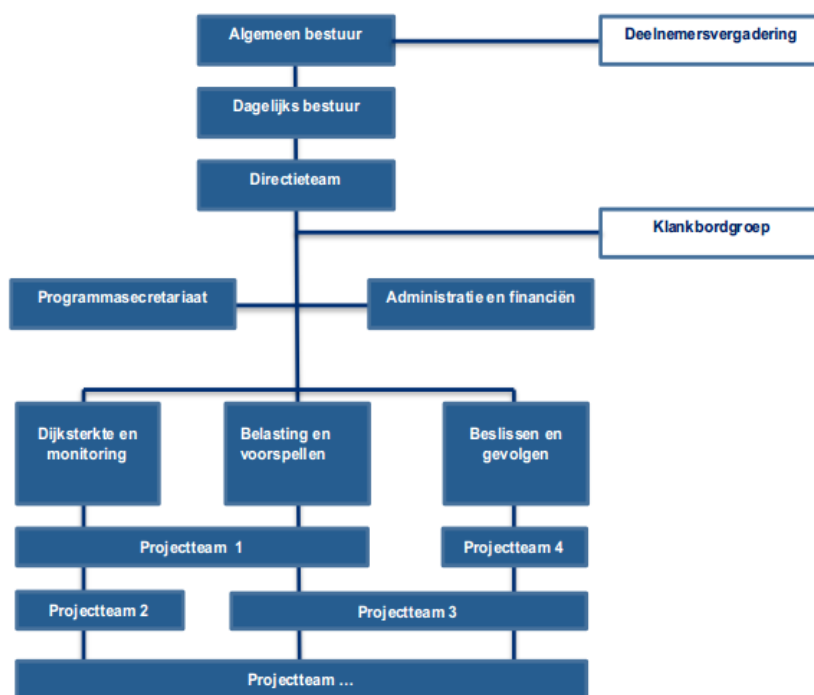 Algemeen bestuur
Deelnemersvergadering
Dagelijks bestuur
Directieteam
Klankbordgroep
Programmasecretariaat
Administratie en financiën
Dijksterkte en
monitoring
Belasting en
voorspellen
Beslissen en
gevolgen
Projectteam 1
Projectteam 4
Projectteam 2
Projectteam 3
Projectteam ...